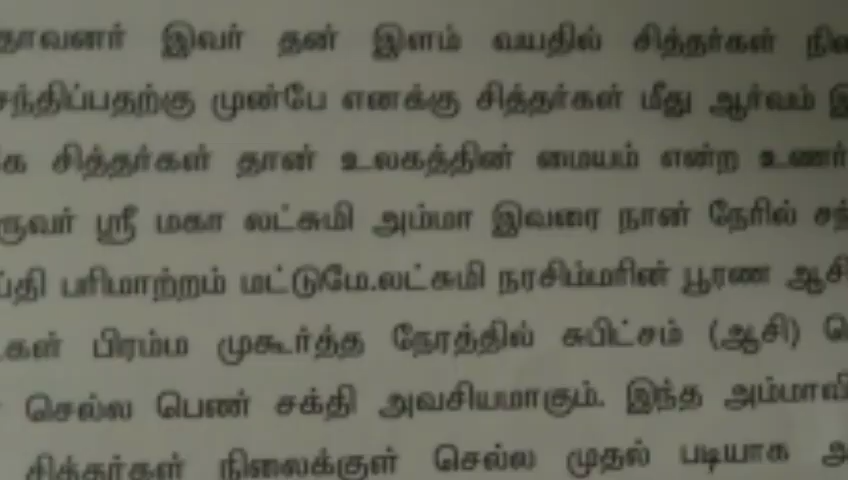 தாவனர் இவர் தன் இளம் வயதில் சித்தர்கள்
சந்திப்பதற்கு முன்பே எனக்கு சித்தர்கள் மீது ஆர்வம்
சித்தர்கள் தான் உலகத்தின் மையம் என்ற
ருவர் ஸ்ரீ மகா லட்சுமி அம்மா இவரை நான் நேரில்
பரிமாற்றம் மட்டுமே.லட்சுமி நரசிம்மரின் பூரண ஆசி
கள் பிரம்ம முகூர்த்த நேரத்தில் சுபிட்சம் (ஆசி)
செல்ல பெண் சக்தி அவசியமாகும். இந்த அம்மாவி
சித்தர்கள் நிலைக்குள் செல்ல முதல் படியாக